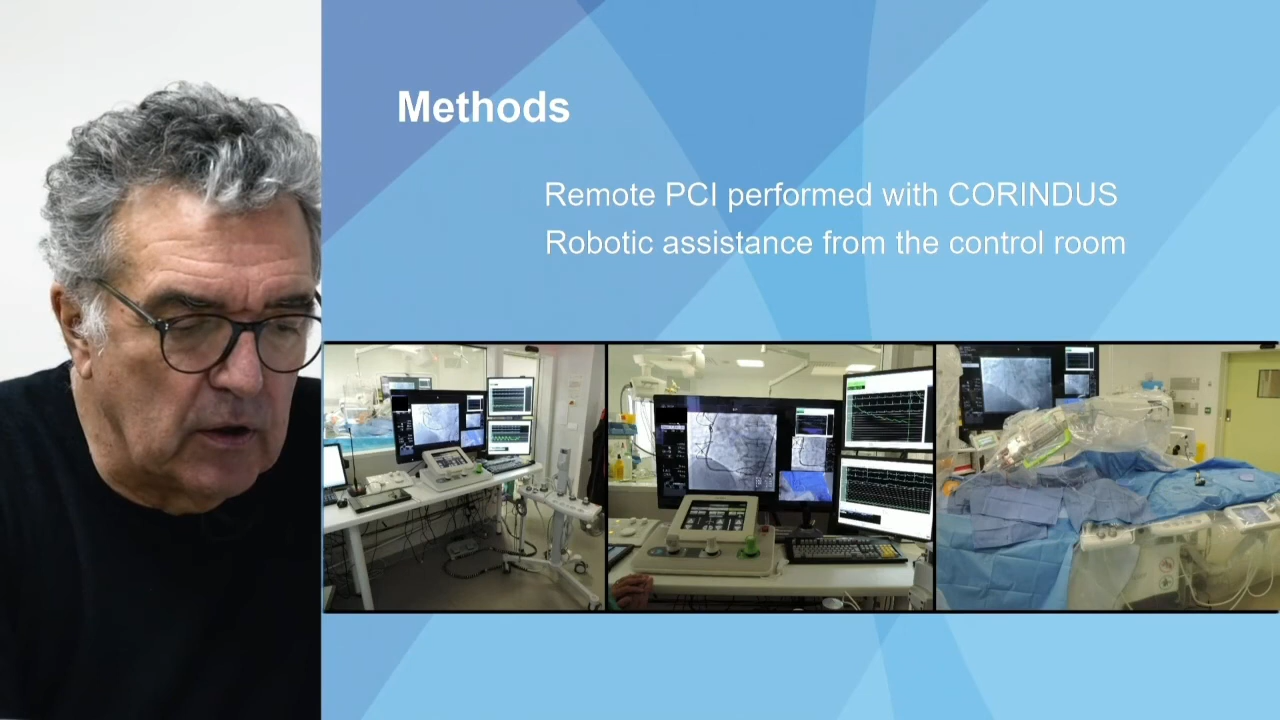 Methods
Remote PCI performed with CORINDUS
Robotic assistance from the control room